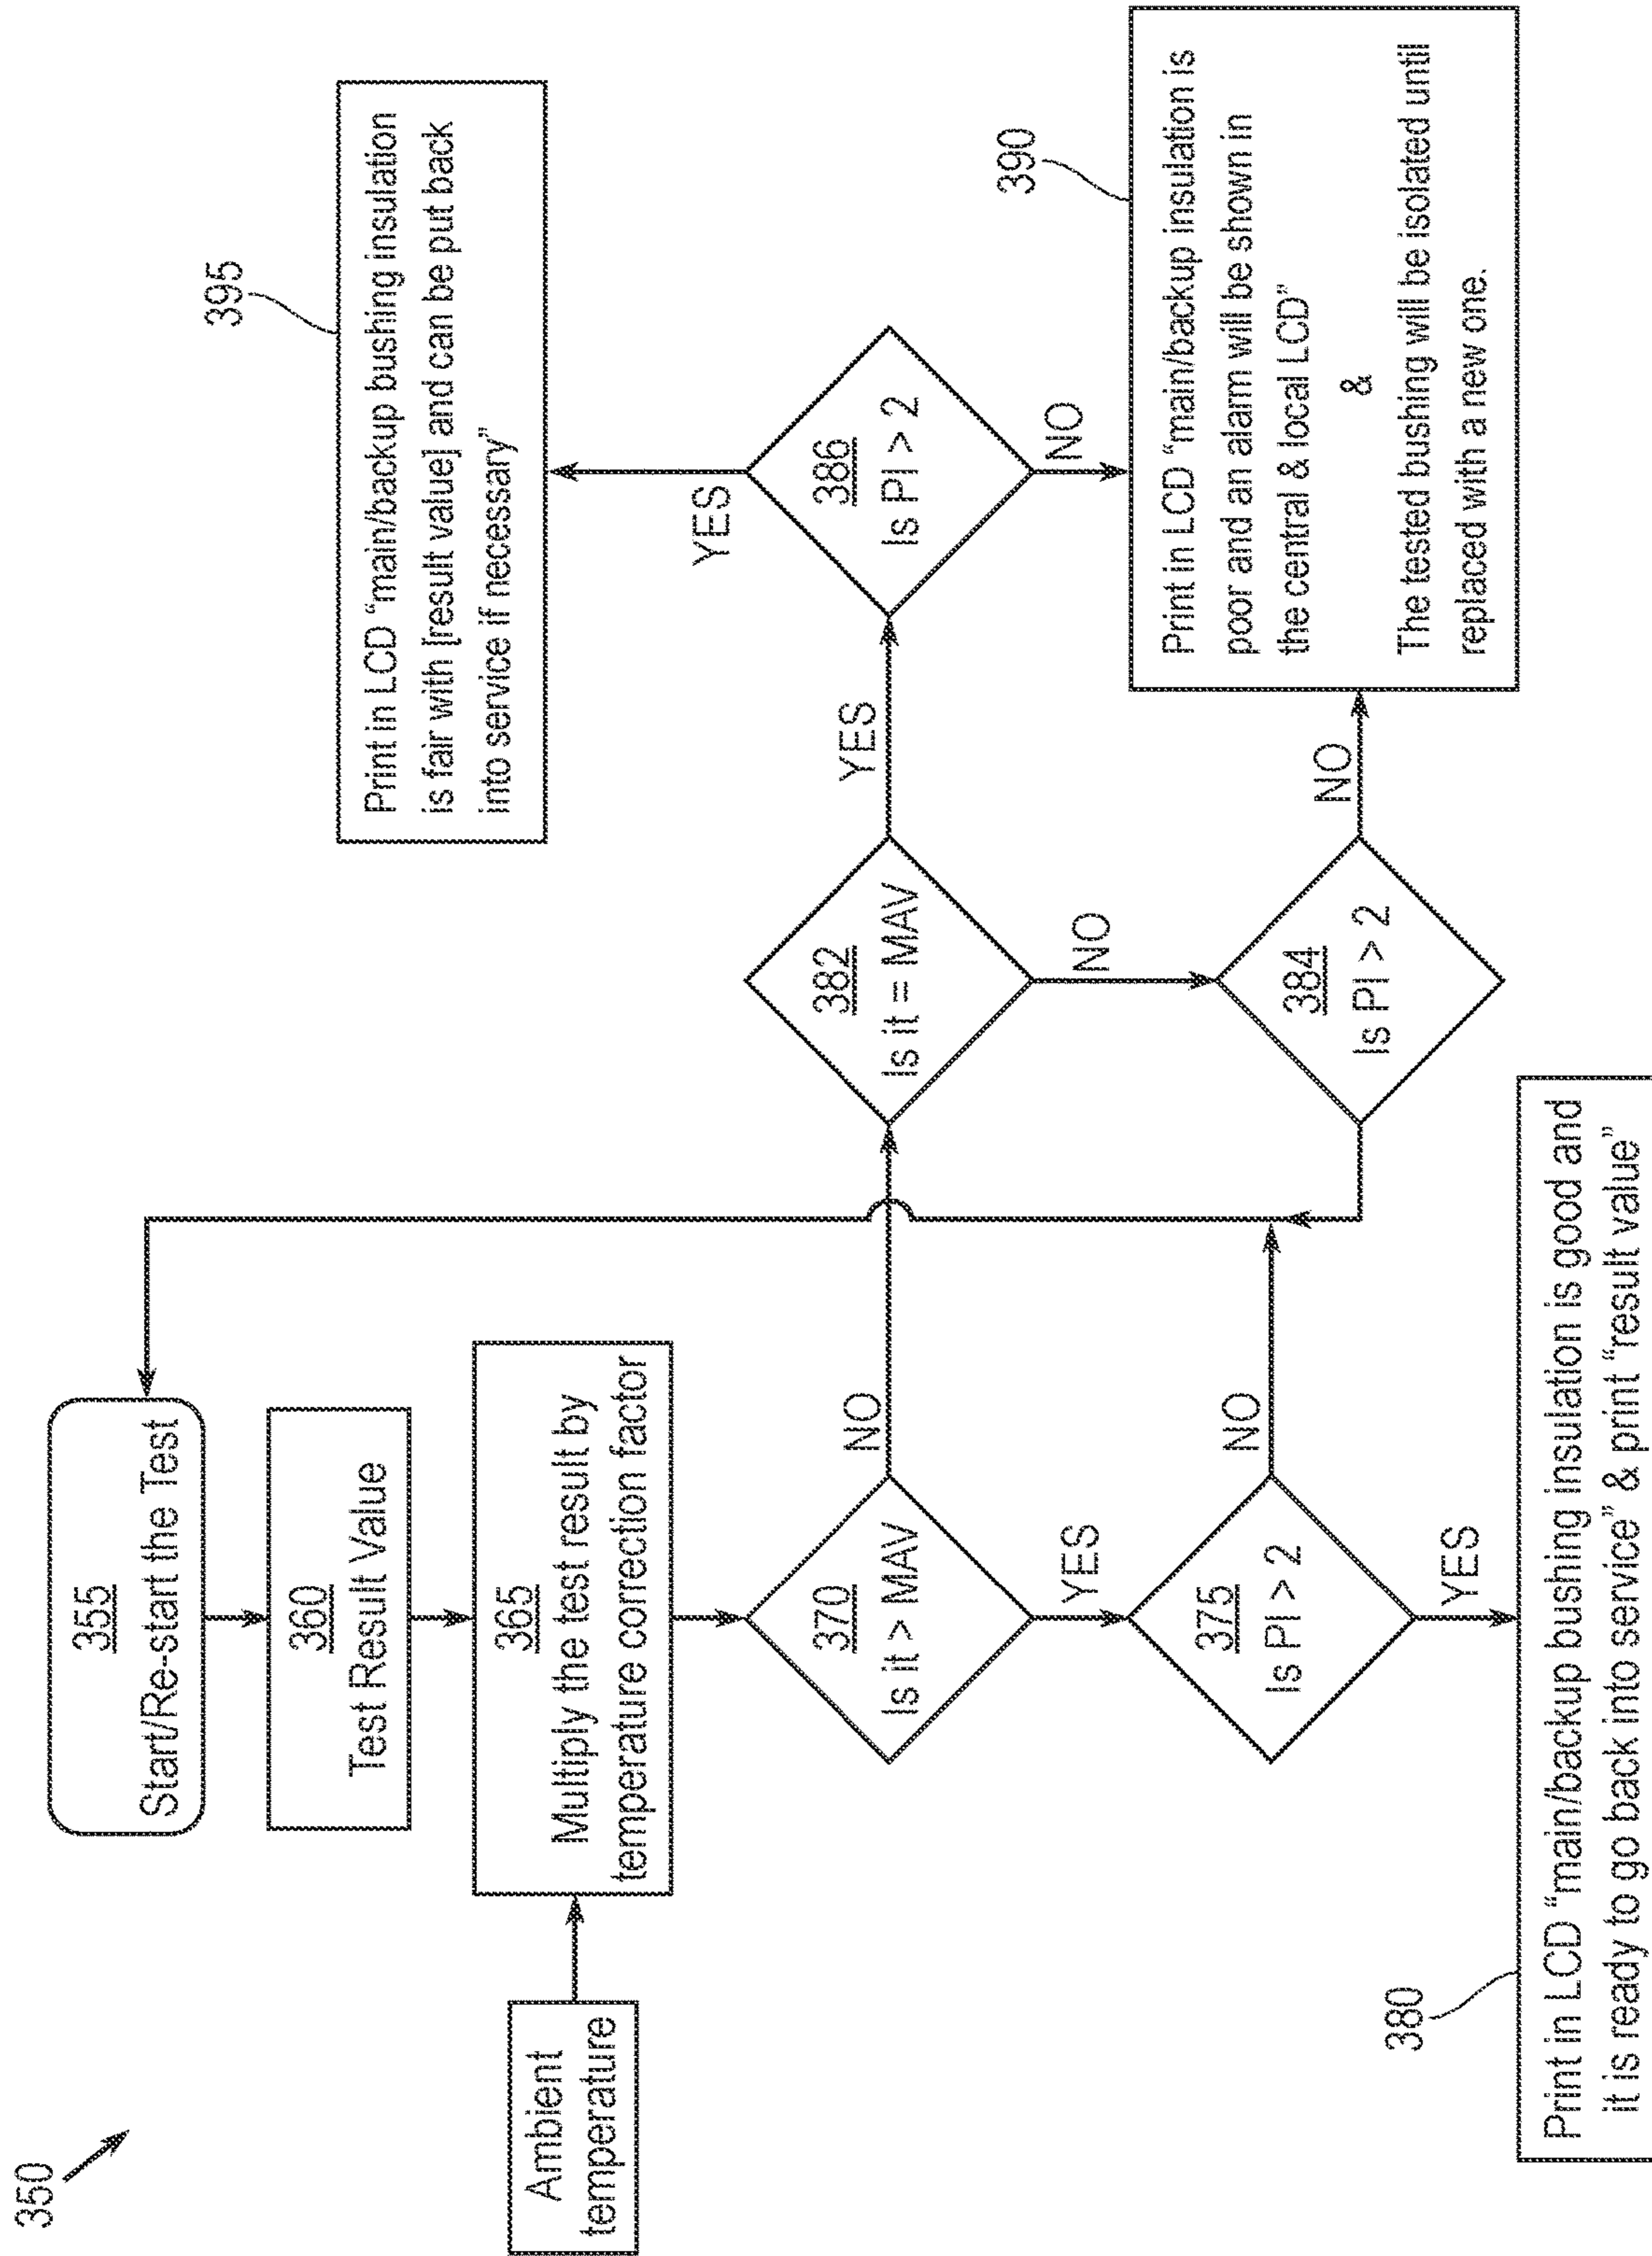 350
355
Start/Re-start the Test
360
Test Result Value
Ambient
temperature
365
Multiply the test result by
temperature correction factor
370
Is it > MAV
NO
YES
375
Is PI > 2
NO
YES
380
Print in LCD “main/backup bushing insulation is good and
it is ready to go back into service” & print “result value”
382
Is it = MAV
YES
NO
384
Is PI > 2
NO
386
Is PI > 2
YES
NO
395
Print in LCD “main/backup bushing insulation
is fair with [result value] and can be put back
into service if necessary”
390
Print in LCD “main/backup insulation is
poor and an alarm will be shown in
the central & local LCD”
&
The tested bushing will be isolated until
replaced with a new one.